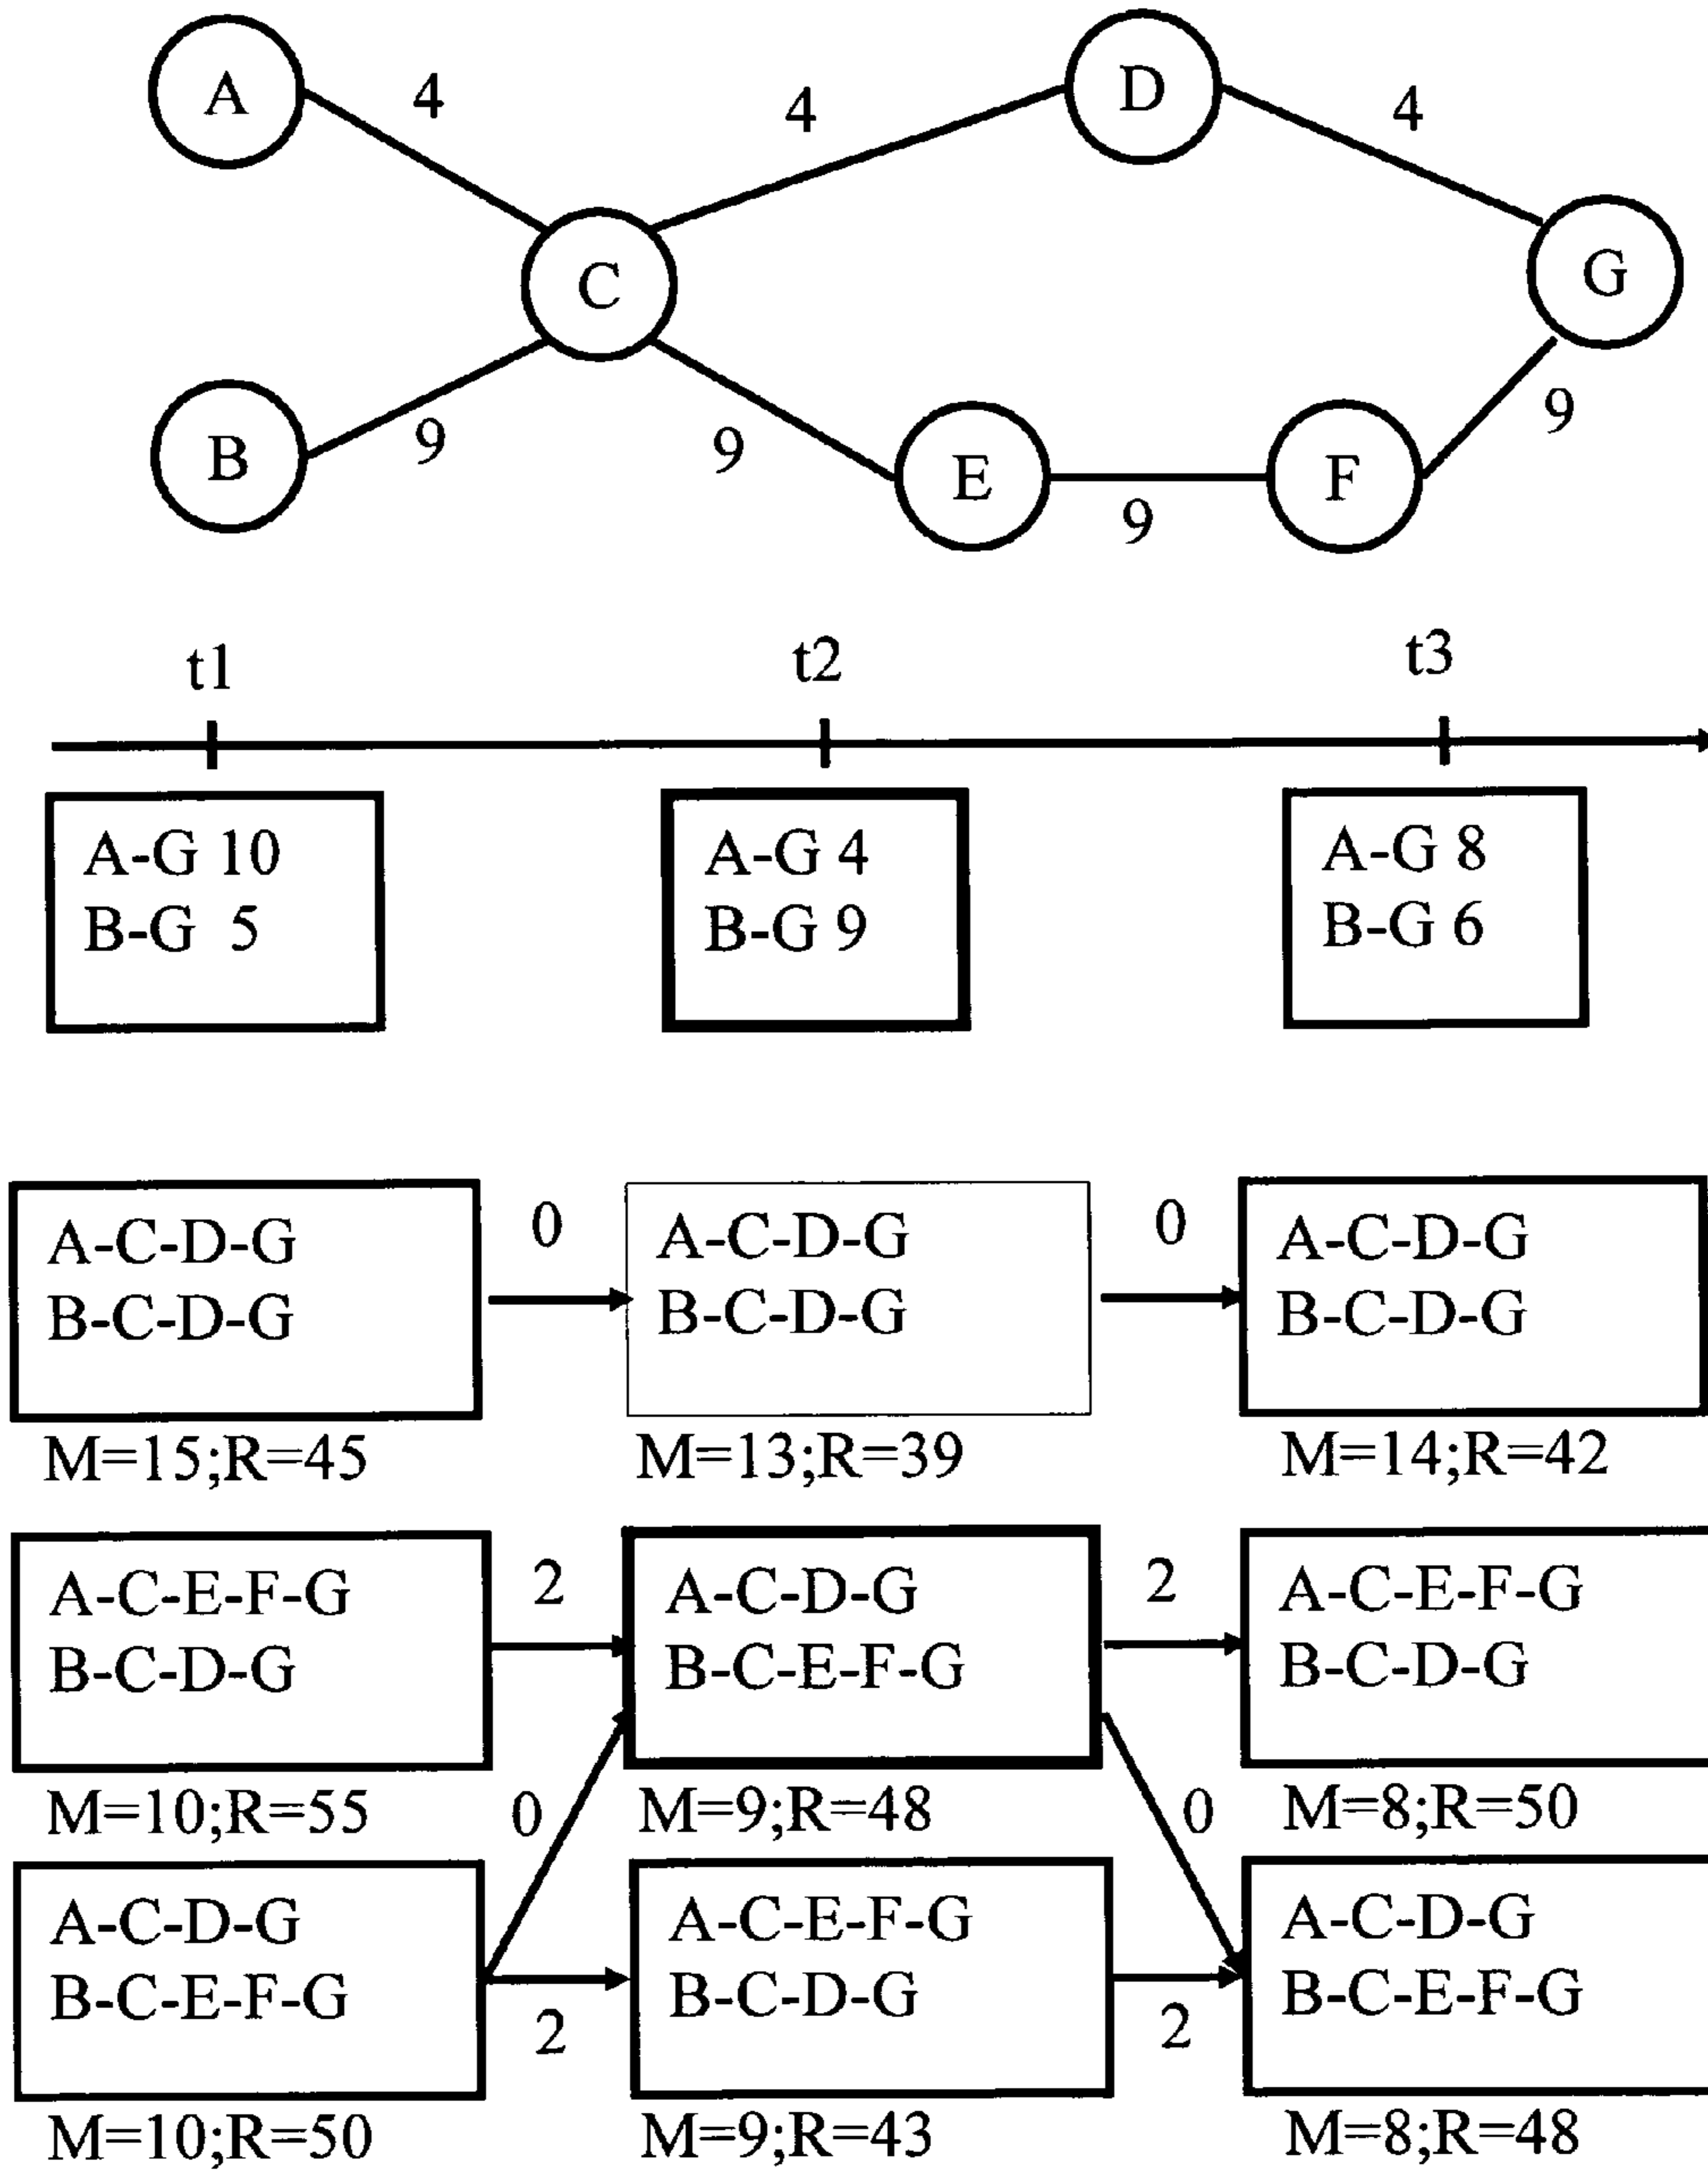 A
4
4
D
4
C
G
B
9
9
E
9
F
9
t1
t2
t3
A-G 10
B-G 5
A-G 4
B-G 9
A-G 8
B-G 6
A-C-D-G
B-C-D-G
0
A-C-D-G
B-C-D-G
0
A-C-D-G
B-C-D-G
M=15;R=45
M=13;R=39
M=14;R=42
A-C-E-F-G
B-C-D-G
2
A-C-D-G
B-C-E-F-G
2
A-C-E-F-G
B-C-D-G
M=10;R=55
0
M=9;R=48
0
M=8;R=50
A-C-D-G
B-C-E-F-G
2
A-C-E-F-G
B-C-D-G
2
A-C-D-G
B-C-E-F-G
M=10;R=50
M=9;R=43
M=8;R=48